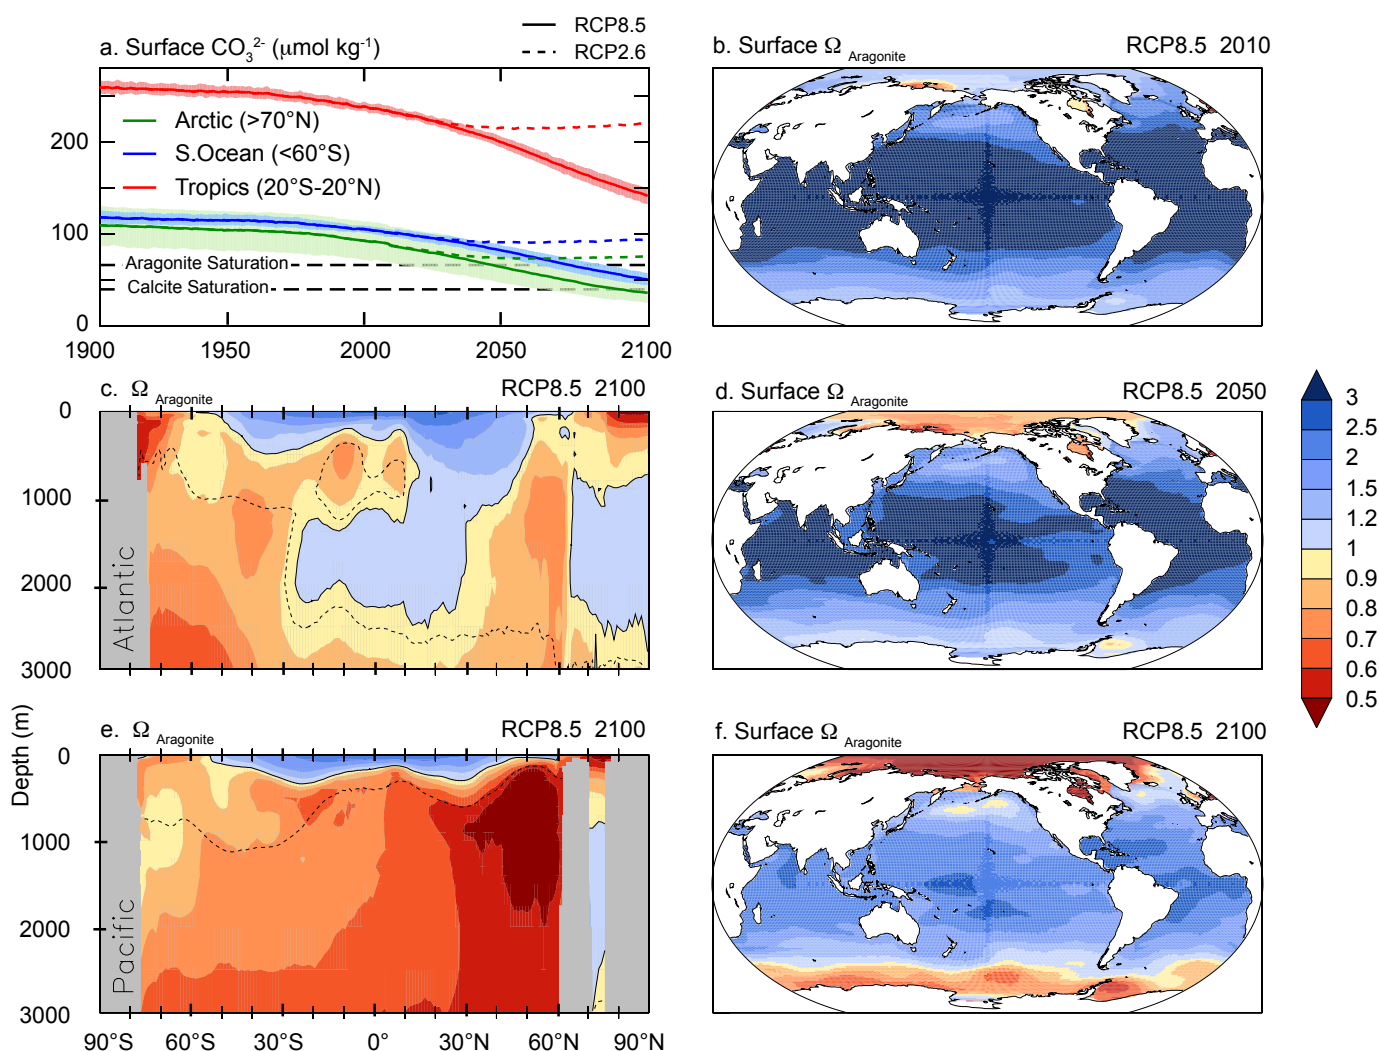 RCP8.5
RCP2.6
a. Surface CO₃²⁻ (μmol kg⁻¹)
200
100
0
Arctic (>70°N)
S.Ocean (<60°S)
Tropics (20°S-20°N)
Aragonite Saturation
Calcite Saturation
1900 1950 2000 2050 2100
b. Surface Ω Aragonite RCP8.5 2010
c. Ω Aragonite RCP8.5 2100
0
1000
2000
3000
Atlantic
d. Surface Ω Aragonite RCP8.5 2050
3
2.5
2
1.5
1.2
1
0.9
0.8
0.7
0.6
0.5
e. Ω Aragonite RCP8.5 2100
Depth (m)
0
1000
2000
3000
Pacific
90°S 60°S 30°S 0° 30°N 60°N 90°N
f. Surface Ω Aragonite RCP8.5 2100